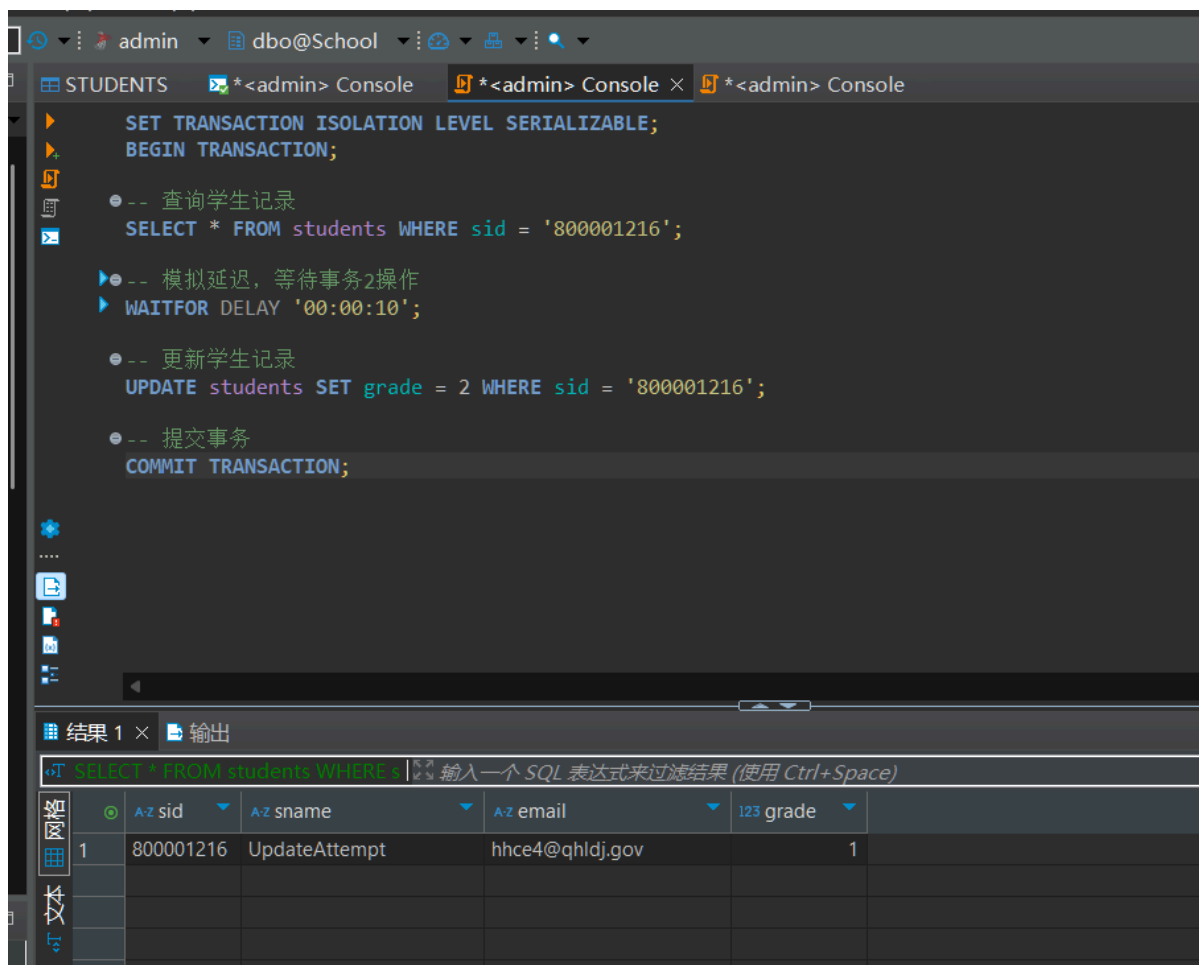 admin dbo@School
STUDENTS *<admin> Console *<admin> Console *<admin> Console
SET TRANSACTION ISOLATION LEVEL SERIALIZABLE;
BEGIN TRANSACTION;
-- 查询学生记录
SELECT * FROM students WHERE sid = '800001216';
-- 模拟延迟，等待事务2操作
WAITFOR DELAY '00:00:10';
-- 更新学生记录
UPDATE students SET grade = 2 WHERE sid = '800001216';
-- 提交事务
COMMIT TRANSACTION;
结果 1 输出
SELECT * FROM students WHERE s 输入一个 SQL 表达式来过滤结果 (使用 Ctrl+Space)
网格 A-Z sid A-Z sname A-Z email 123 grade
1 800001216 UpdateAttempt hhce4@qhldj.gov 1
文本